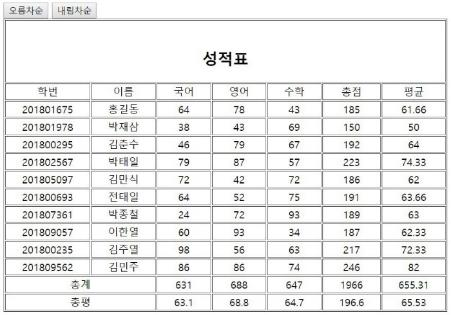 오름차순 내림차순
성적표
학번 이름 국어 영어 수학 총점 평균
201801675 홍길동 64 78 43 185 61.66
201801978 박재삼 38 43 69 150 50
201800295 김춘수 46 79 67 192 64
201802567 박태일 79 87 57 223 74.33
201805097 김만식 72 42 72 186 62
201800693 전태일 64 52 75 191 63.66
201807361 박종철 24 72 93 189 63
201809057 이한열 60 93 34 187 62.33
201800235 김주열 98 56 63 217 72.33
201809562 김민주 86 86 74 246 82
총계 631 688 647 1966 655.31
총평 63.1 68.8 64.7 196.6 65.53